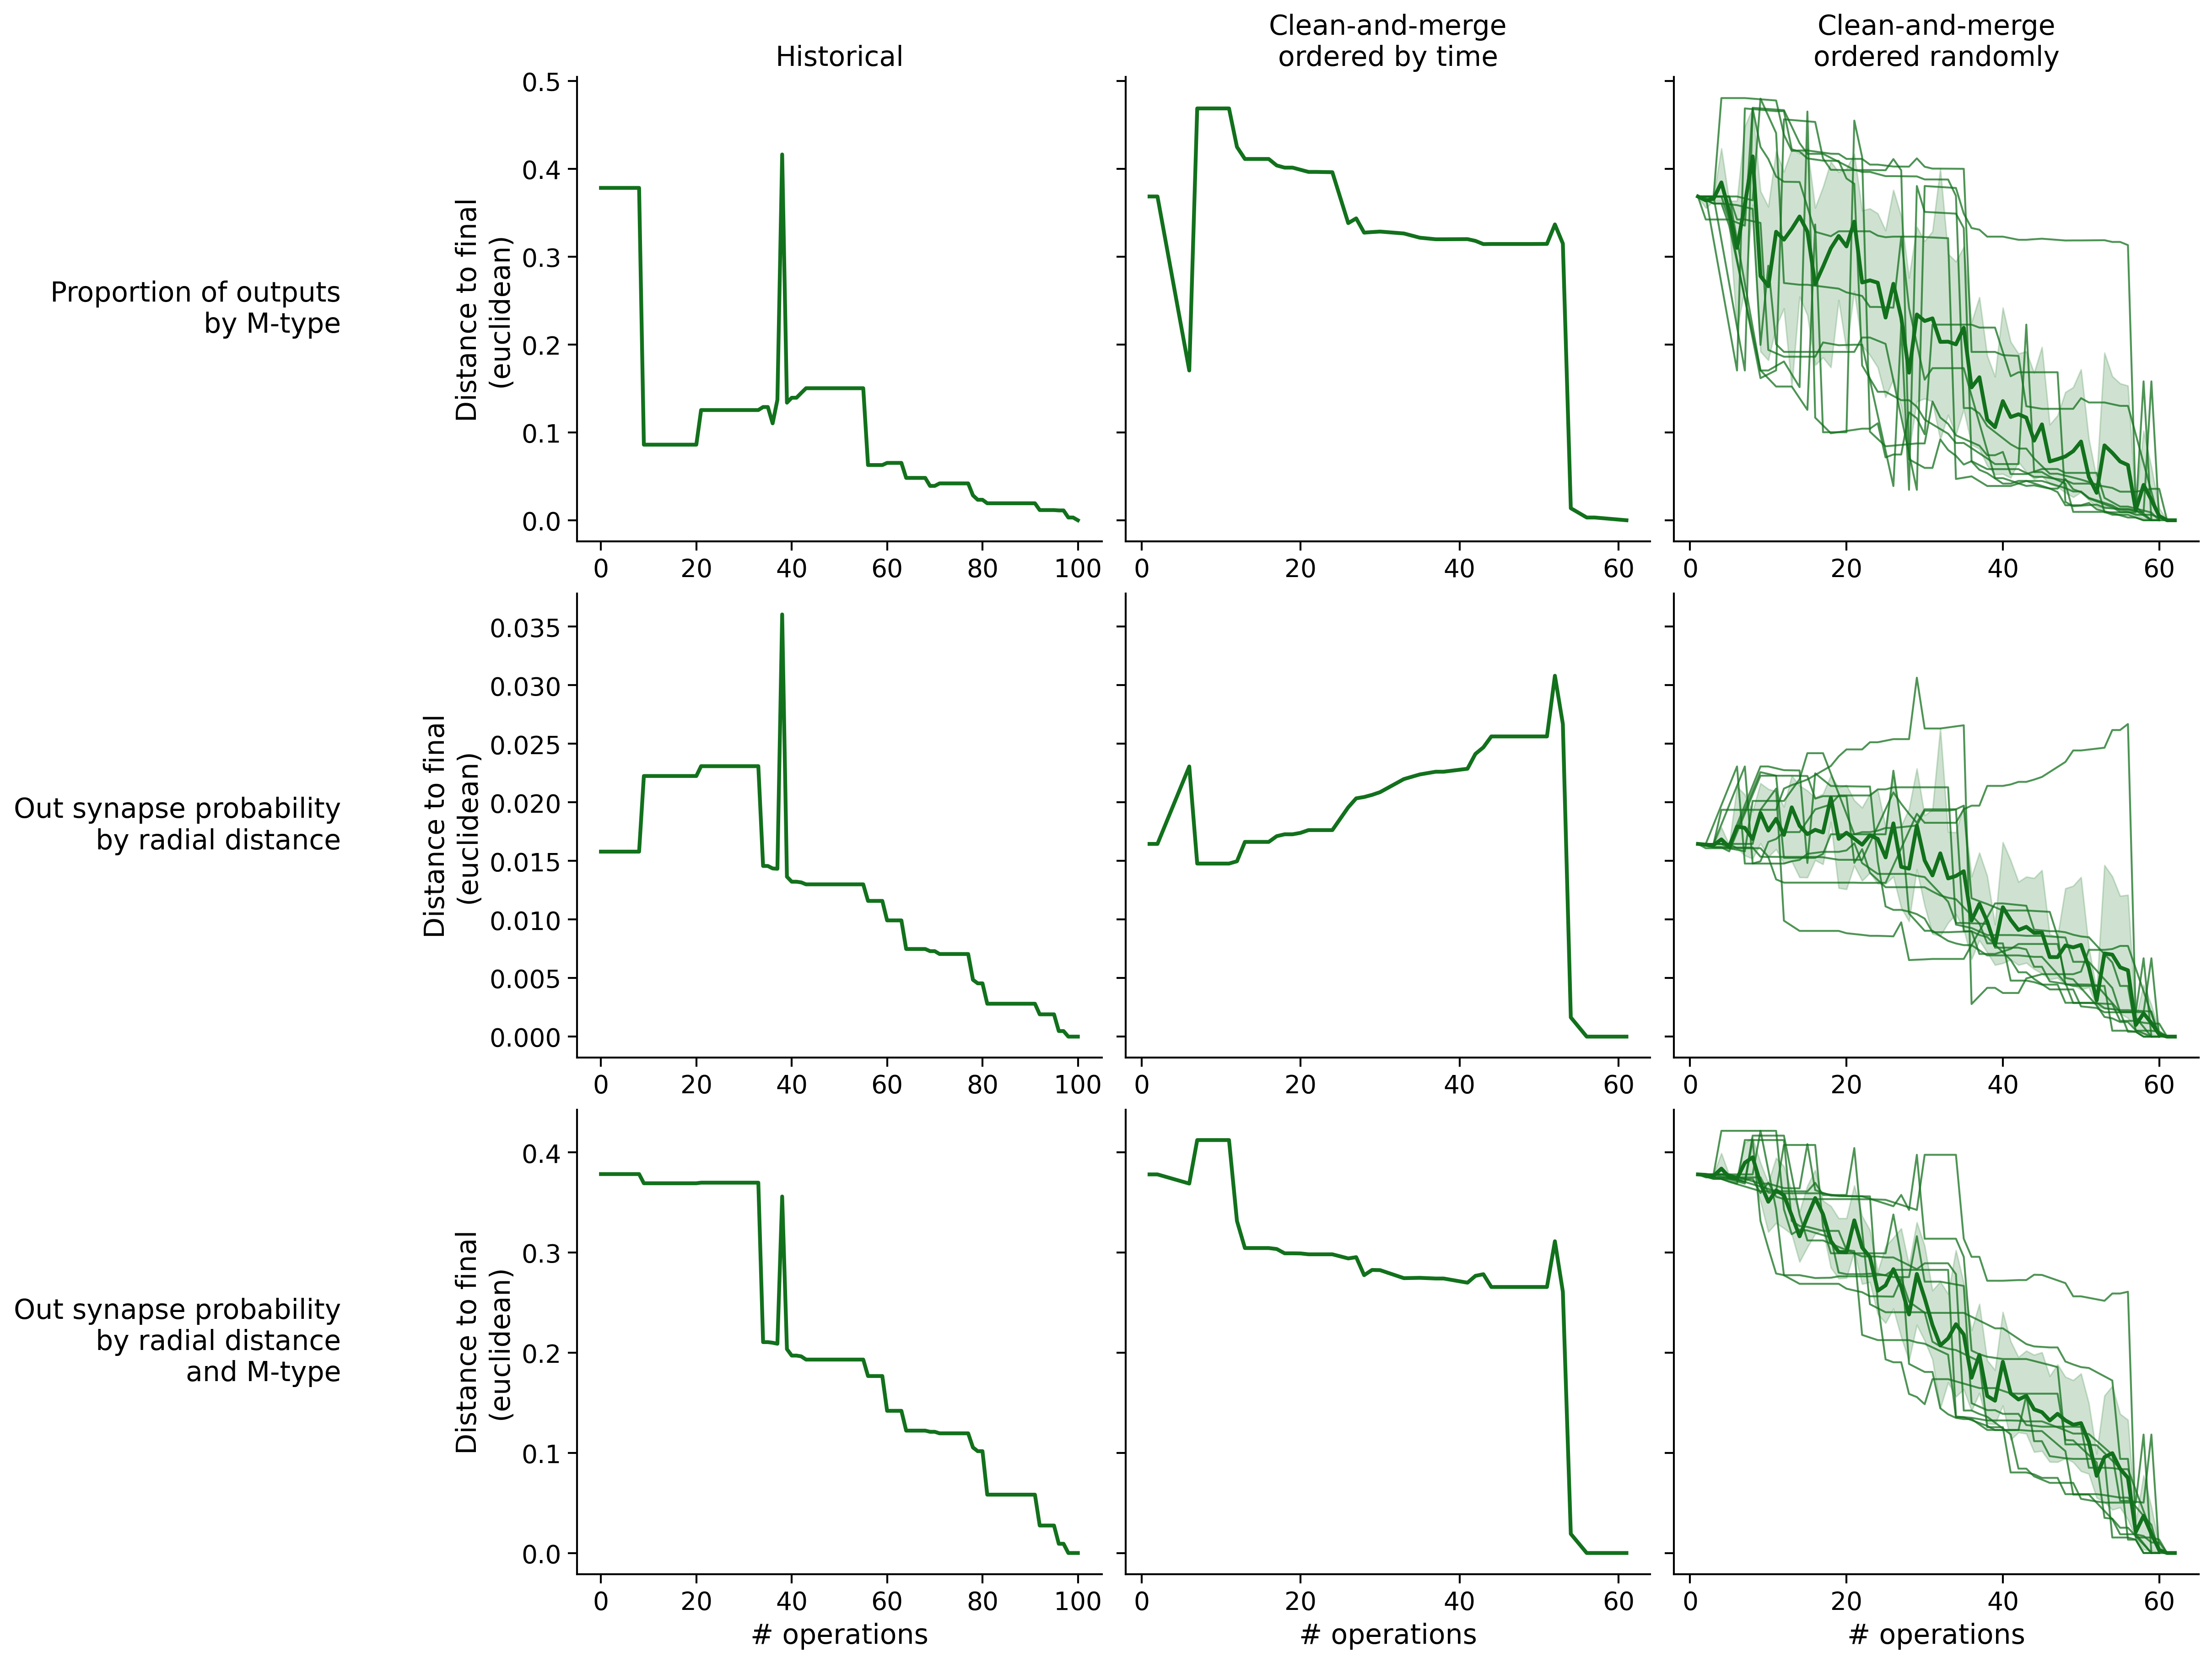 Historical
Clean-and-merge
ordered by time
Clean-and-merge
ordered randomly
Proportion of outputs
by M-type
Distance to final
(euclidean)
0.5
0.4
0.3
0.2
0.1
0.0
0 20 40 60 80 100
0 20 40 60
0 20 40 60
Out synapse probability
by radial distance
Distance to final
(euclidean)
0.035
0.030
0.025
0.020
0.015
0.010
0.005
0.000
0 20 40 60 80 100
0 20 40 60
0 20 40 60
Out synapse probability
by radial distance
and M-type
Distance to final
(euclidean)
0.4
0.3
0.2
0.1
0.0
0 20 40 60 80 100
0 20 40 60
0 20 40 60
# operations
# operations
# operations